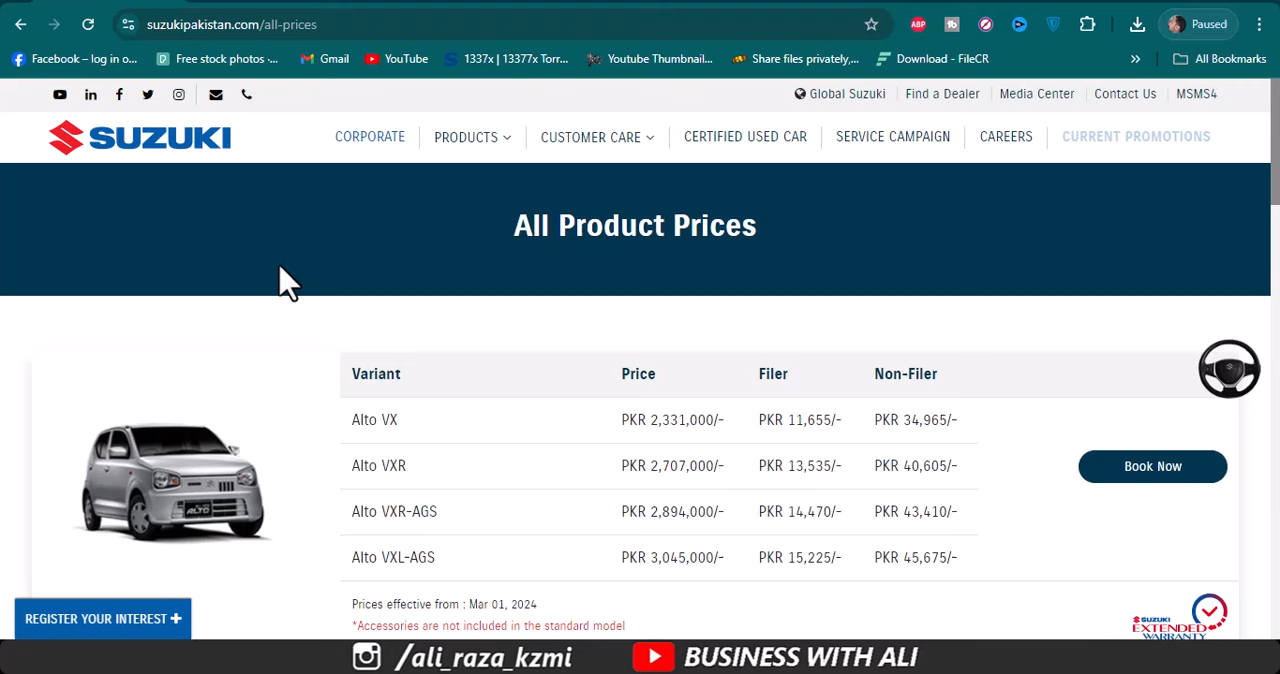 suzukipakistan.com/all-prices
ABP
Paused
Facebook – log in o...
Free stock photos ·...
Gmail
YouTube
1337x | 13377x Torr...
Youtube Thumbnail...
Share files privately,...
Download - FileCR
»
All Bookmarks
Global Suzuki
Find a Dealer
Media Center
Contact Us
MSMS4
SUZUKI
CORPORATE
PRODUCTS
CUSTOMER CARE
CERTIFIED USED CAR
SERVICE CAMPAIGN
CAREERS
CURRENT PROMOTIONS
All Product Prices
Variant Price Filer Non-Filer
Alto VX PKR 2,331,000/- PKR 11,655/- PKR 34,965/-
Alto VXR PKR 2,707,000/- PKR 13,535/- PKR 40,605/-
Book Now
Alto VXR-AGS PKR 2,894,000/- PKR 14,470/- PKR 43,410/-
Alto VXL-AGS PKR 3,045,000/- PKR 15,225/- PKR 45,675/-
ALTO
Prices effective from : Mar 01, 2024
*Accessories are not included in the standard model
SUZUKI
EXTENDED
WARRANTY
REGISTER YOUR INTEREST +
/ali_raza_kzmi
BUSINESS WITH ALI